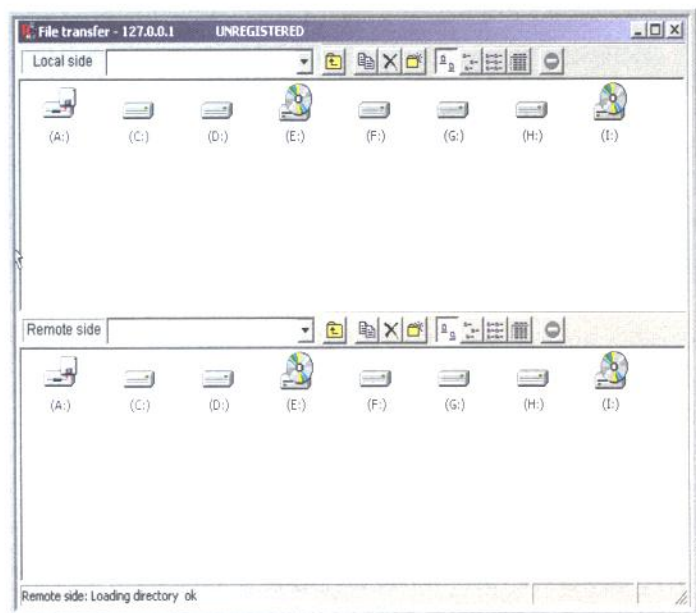 File transfer - 127.0.0.1 UNREGISTERED
Local side
(A:) (C:) (D:) (E:) (F:) (G:) (H:) (I:)
Remote side
(A:) (C:) (D:) (E:) (F:) (G:) (H:) (I:)
Remote side: Loading directory ok